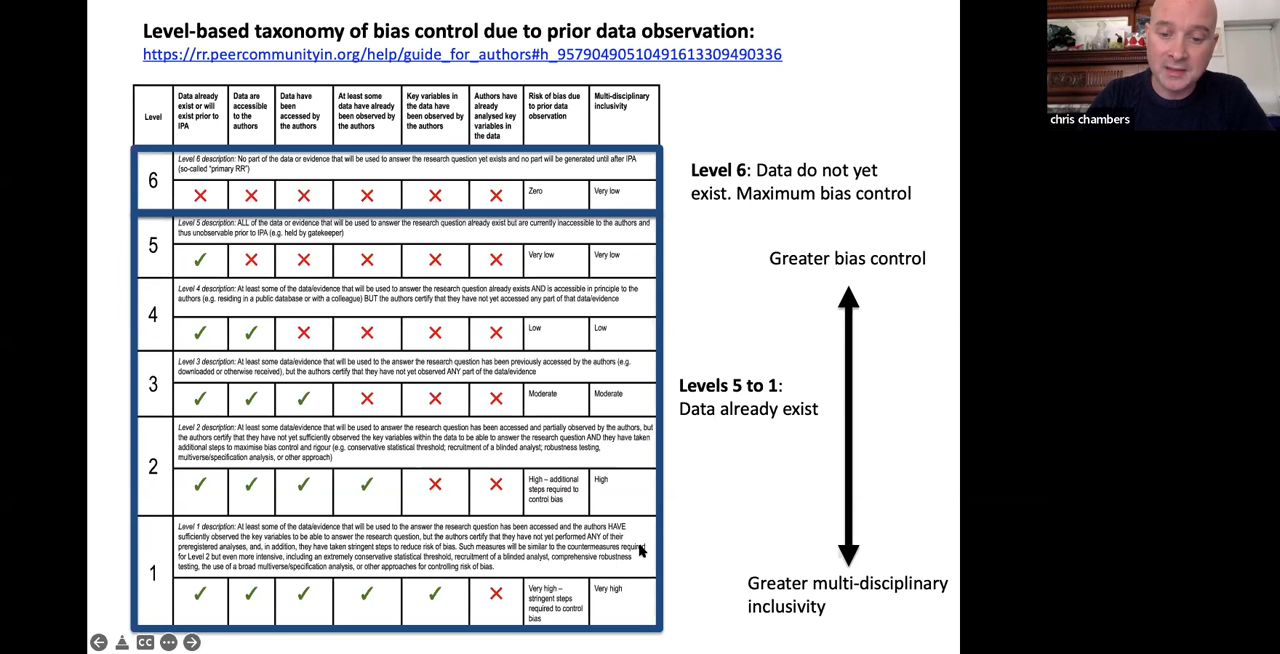 Level-based taxonomy of bias control due to prior data observation:
https://rr.peercommunityin.org/help/guide_for_authors#h_95790490510491613309490336
chris chambers
Level
Data already
exist or will
exist prior to
IPA
Data are
accessible
to the
authors
Data have
been
accessed by
the authors
At least some
data have already
been observed by
the authors
Key variables in
the data have
been observed by
the authors
Authors have
already
analysed key
variables in
the data
Risk of bias due
to prior data
observation
Multi-disciplinary
inclusivity
6
Level 6 description: No part of the data or evidence that will be used to answer the research question yet exists and no part will be generated until after IPA
(so-called “primary RR”)
✕ ✕ ✕ ✕ ✕ ✕ Zero Very low
5
Level 5 description: ALL of the data or evidence that will be used to answer the research question already exist but are currently inaccessible to the authors and
thus unobservable prior to IPA (e.g. held by gatekeeper)
✓ ✕ ✕ ✕ ✕ ✕ Very low Very low
4
Level 4 description: At least some of the data/evidence that will be used to answer the research question already exists AND is accessible in principle to the
authors (e.g. residing in a public database or with a colleague) BUT the authors certify that they have not yet accessed any part of that data/evidence
✓ ✓ ✕ ✕ ✕ ✕ Low Low
3
Level 3 description: At least some data/evidence that will be used to the answer the research question has been previously accessed by the authors (e.g.
downloaded or otherwise received), but the authors certify that they have not yet observed ANY part of the data/evidence
✓ ✓ ✓ ✕ ✕ ✕ Moderate Moderate
2
Level 2 description: At least some data/evidence that will be used to answer the research question has been accessed and partially observed by the authors, but
the authors certify that they have not yet sufficiently observed the key variables within the data to be able to answer the research question AND they have taken
additional steps to maximise bias control and rigour (e.g. conservative statistical threshold; recruitment of a blinded analyst; robustness testing,
multiverse/specification analysis, or other approach)
✓ ✓ ✓ ✓ ✕ ✕ High – additional
steps required to
control bias
High
1
Level 1 description: At least some of the data/evidence that will be used to the answer the research question has been accessed and the authors HAVE
sufficiently observed the key variables to be able to answer the research question, but the authors certify that they have not yet performed ANY of their
preregistered analyses, and, in addition, they have taken stringent steps to reduce risk of bias. Such measures will be similar to the countermeasures required
for Level 2 but even more intensive, including an extremely conservative statistical threshold, recruitment of a blinded analyst, comprehensive robustness
testing, the use of a broad multiverse/specification analysis, or other approaches for controlling risk of bias.
✓ ✓ ✓ ✓ ✓ ✕ Very high –
stringent steps
required to control
bias
Very high
Level 6: Data do not yet
exist. Maximum bias control
Greater bias control
Levels 5 to 1:
Data already exist
Greater multi-disciplinary
inclusivity
CC